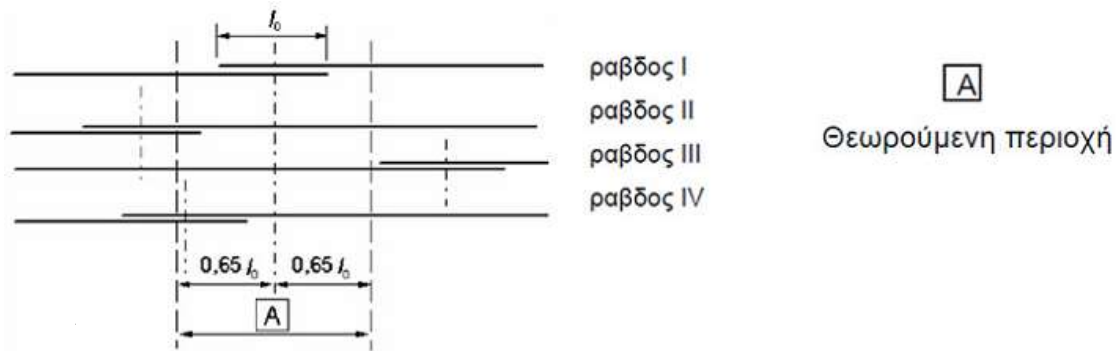 l₀
ραβδος I
ραβδος II
ραβδος III
ραβδος IV
0,65 l₀
0,65 l₀
A
A
Θεωρούμενη περιοχή